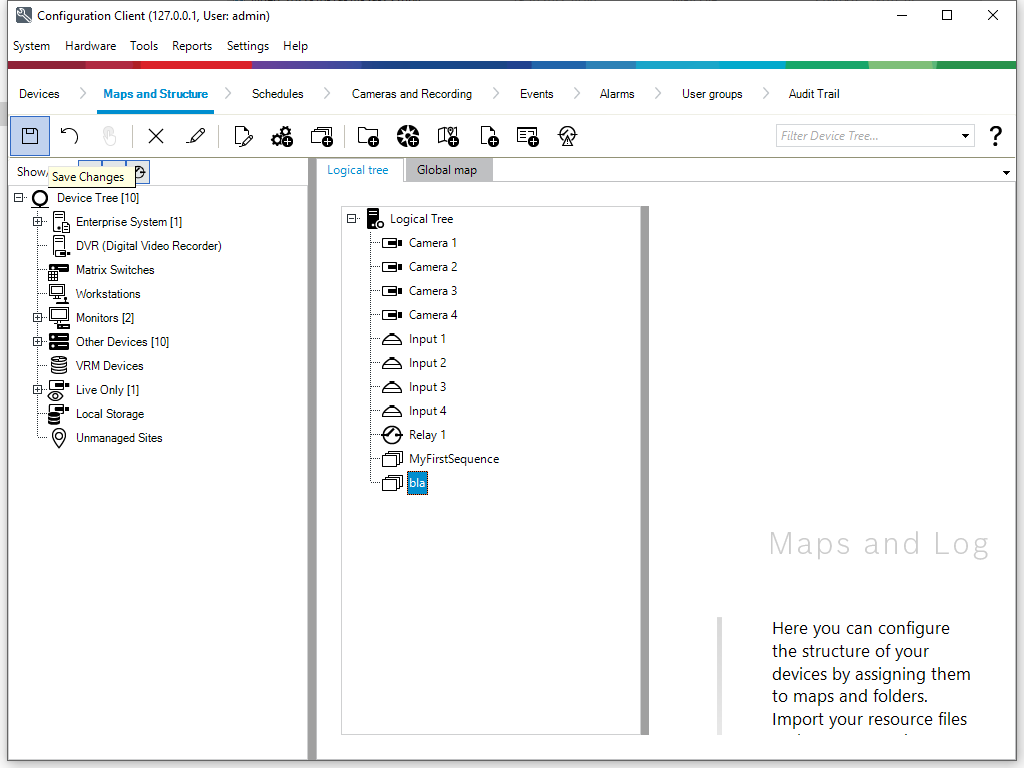 Configuration Client (127.0.0.1, User: admin)
System Hardware Tools Reports Settings Help
Devices Maps and Structure Schedules Cameras and Recording Events Alarms User groups Audit Trail
Filter Device Tree...
Show/
Save Changes
Logical tree Global map
Device Tree [10]
Enterprise System [1]
DVR (Digital Video Recorder)
Matrix Switches
Workstations
Monitors [2]
Other Devices [10]
VRM Devices
Live Only [1]
Local Storage
Unmanaged Sites
Logical Tree
Camera 1
Camera 2
Camera 3
Camera 4
Input 1
Input 2
Input 3
Input 4
Relay 1
MyFirstSequence
bla
Maps and Log
Here you can configure
the structure of your
devices by assigning them
to maps and folders.
Import your resource files